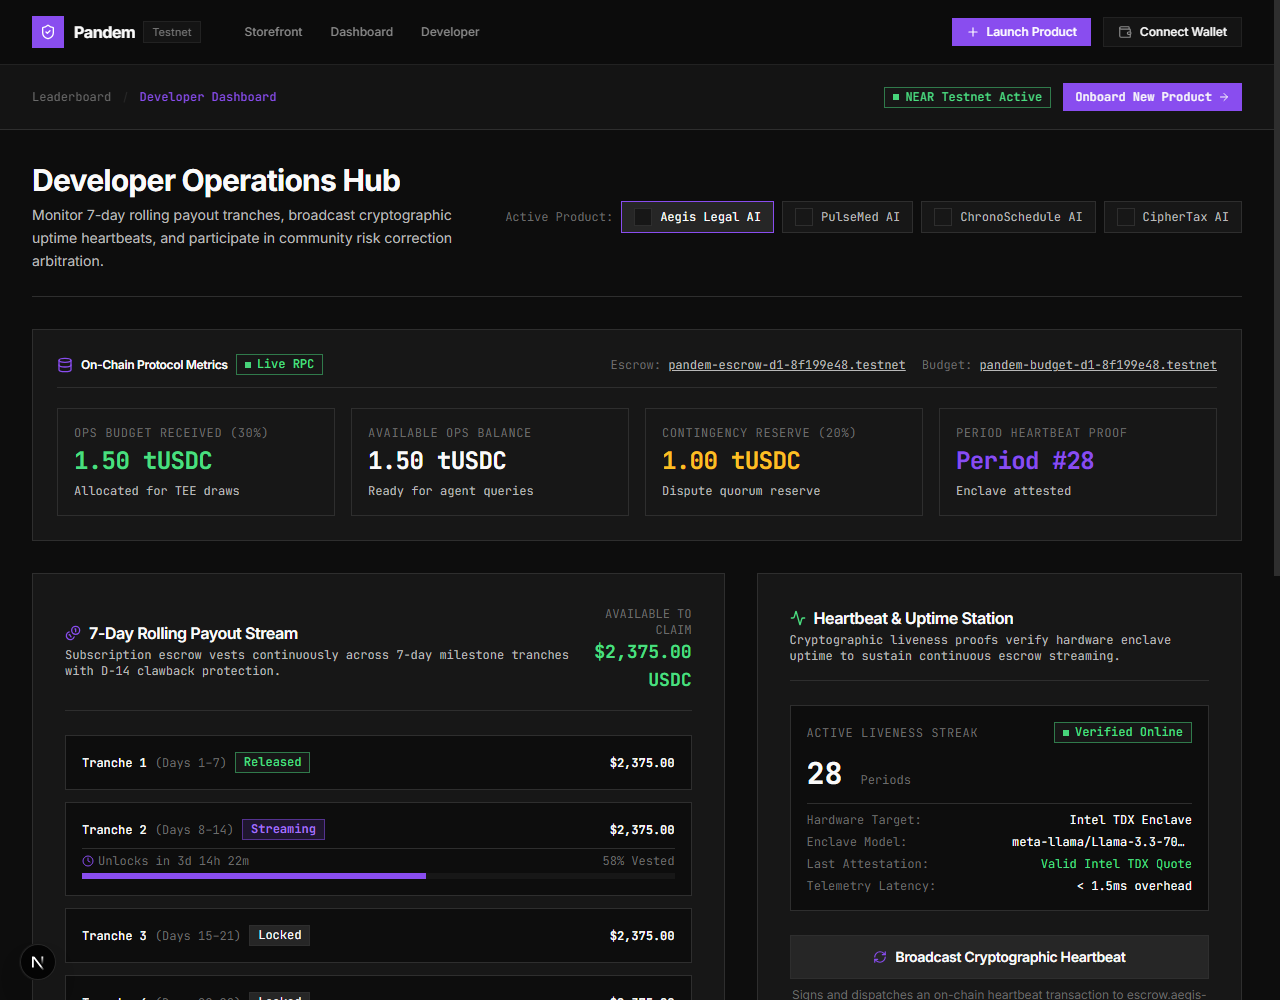 Pandem
Testnet
Storefront
Dashboard
Developer
Launch Product
Connect Wallet
Leaderboard / Developer Dashboard
NEAR Testnet Active
Onboard New Product →
Developer Operations Hub
Monitor 7-day rolling payout tranches, broadcast cryptographic
uptime heartbeats, and participate in community risk correction
arbitration.
Active Product:
Aegis Legal AI
PulseMed AI
ChronoSchedule AI
CipherTax AI
On-Chain Protocol Metrics
Live RPC
Escrow: pandem-escrow-d1-8f199e48.testnet
Budget: pandem-budget-d1-8f199e48.testnet
OPS BUDGET RECEIVED (30%)
1.50 tUSDC
Allocated for TEE draws
AVAILABLE OPS BALANCE
1.50 tUSDC
Ready for agent queries
CONTINGENCY RESERVE (20%)
1.00 tUSDC
Dispute quorum reserve
PERIOD HEARTBEAT PROOF
Period #28
Enclave attested
7-Day Rolling Payout Stream
Subscription escrow vests continuously across 7-day milestone tranches
with D-14 clawback protection.
AVAILABLE TO
CLAIM
$2,375.00
USDC
Tranche 1 (Days 1-7) Released $2,375.00
Tranche 2 (Days 8-14) Streaming $2,375.00
Unlocks in 3d 14h 22m 58% Vested
Tranche 3 (Days 15-21) Locked $2,375.00
Heartbeat & Uptime Station
Cryptographic liveness proofs verify hardware enclave
uptime to sustain continuous escrow streaming.
ACTIVE LIVENESS STREAK
Verified Online
28 Periods
Hardware Target: Intel TDX Enclave
Enclave Model: meta-llama/Llama-3.3-70…
Last Attestation: Valid Intel TDX Quote
Telemetry Latency: < 1.5ms overhead
Broadcast Cryptographic Heartbeat
Signs and dispatches an on-chain heartbeat transaction to escrow.aegis-